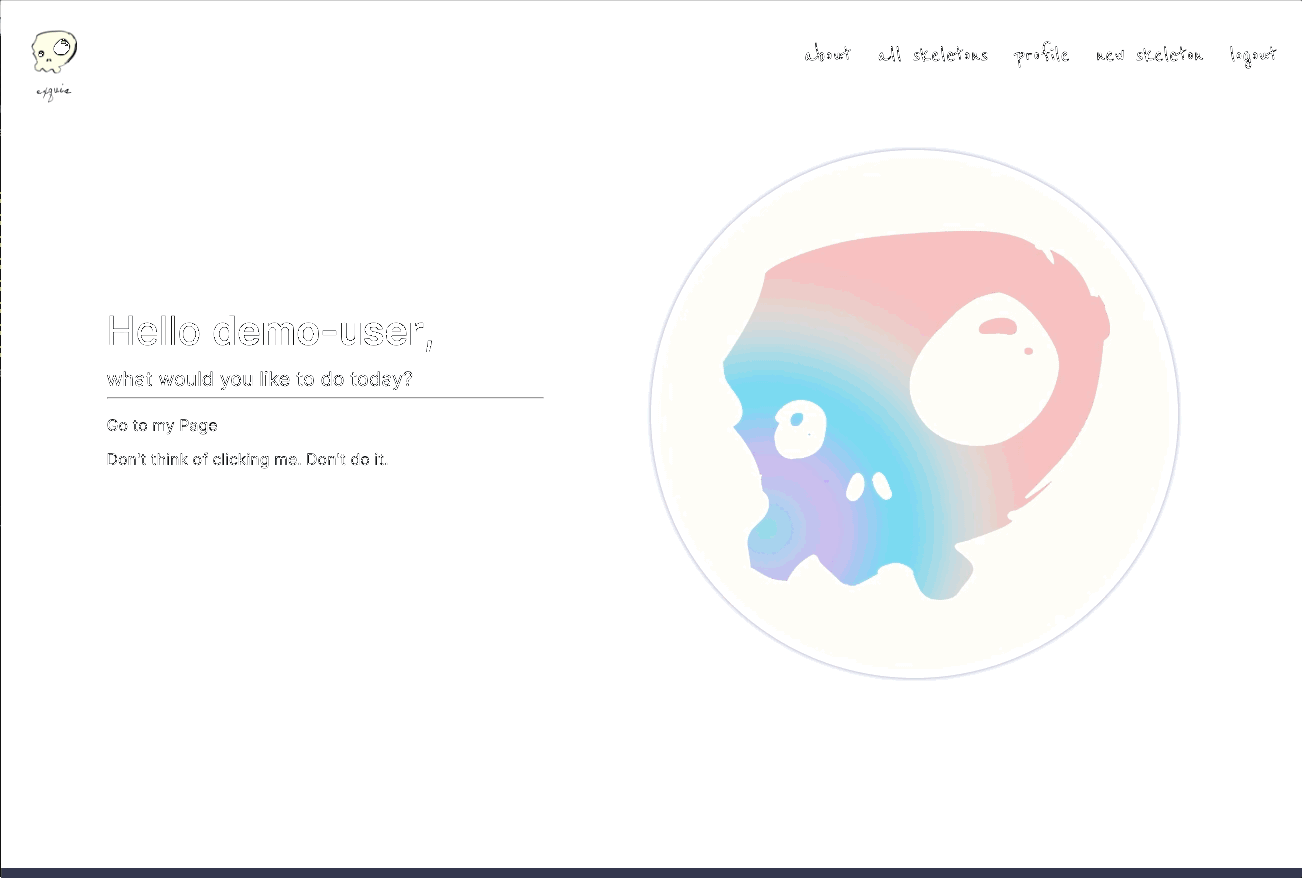 about all skeletons profile new skeleton logout
exquis
Hello demo-user,
what would you like to do today?
Go to my Page
Don't think of clicking me. Don't do it.